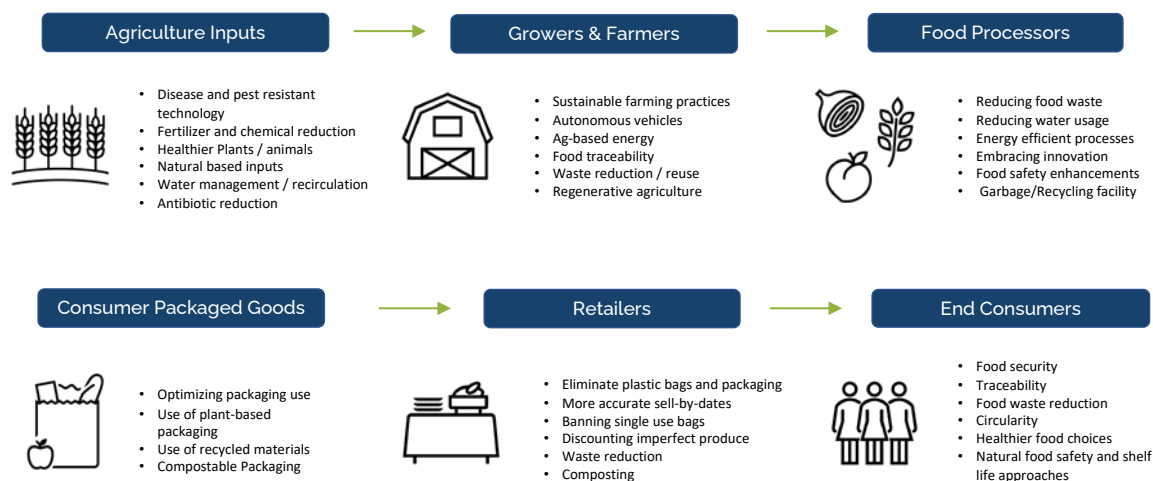 Agriculture Inputs
Growers & Farmers
Food Processors
• Disease and pest resistant
technology
• Fertilizer and chemical reduction
• Healthier Plants / animals
• Natural based inputs
• Water management / recirculation
• Antibiotic reduction
• Sustainable farming practices
• Autonomous vehicles
• Ag-based energy
• Food traceability
• Waste reduction / reuse
• Regenerative agriculture
• Reducing food waste
• Reducing water usage
• Energy efficient processes
• Embracing innovation
• Food safety enhancements
• Garbage/Recycling facility
Consumer Packaged Goods
Retailers
End Consumers
• Optimizing packaging use
• Use of plant-based
packaging
• Use of recycled materials
• Compostable Packaging
• Eliminate plastic bags and packaging
• More accurate sell-by-dates
• Banning single use bags
• Discounting imperfect produce
• Waste reduction
• Composting
• Food security
• Traceability
• Food waste reduction
• Circularity
• Healthier food choices
• Natural food safety and shelf
life approaches